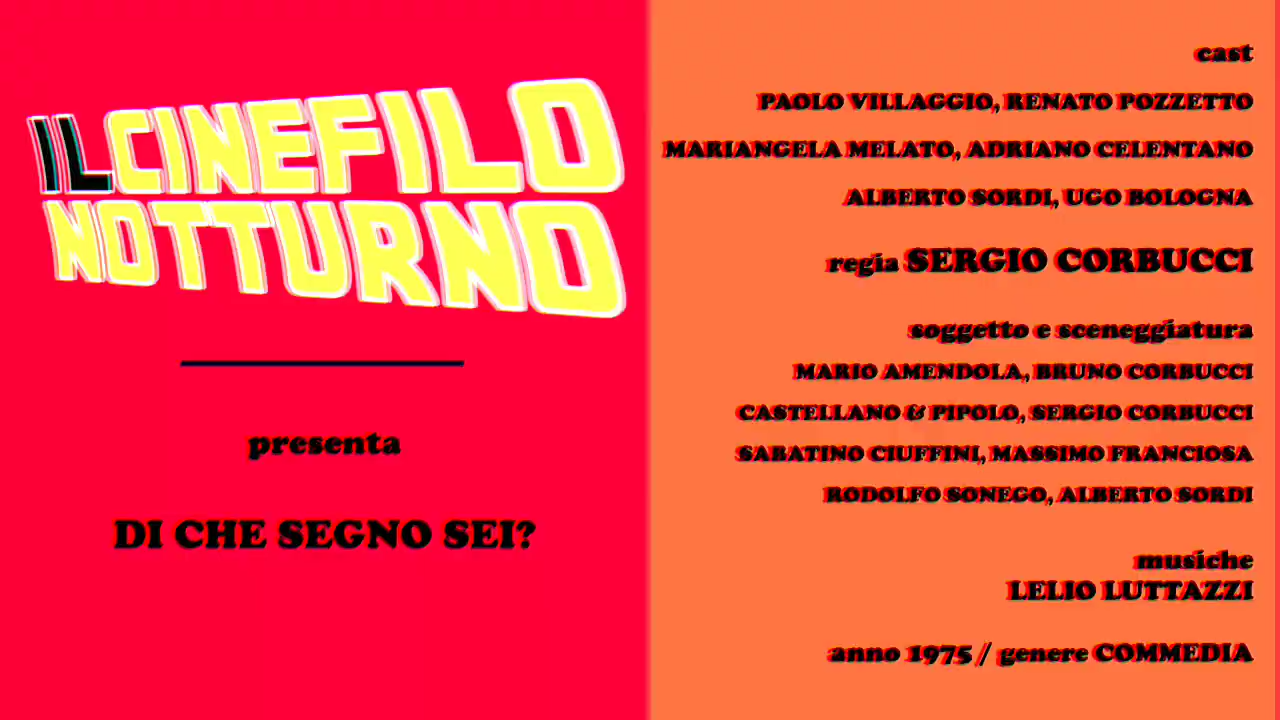 IL CINEFILO
NOTTURNO
presenta
DI CHE SEGNO SEI?
cast
PAOLO VILLAGGIO, RENATO POZZETTO
MARIANGELA MELATO, ADRIANO CELENTANO
ALBERTO SORDI, UGO BOLOGNA
regia SERGIO CORBUCCI
soggetto e sceneggiatura
MARIO AMENDOLA, BRUNO CORBUCCI
CASTELLANO & PIPOLO, SERGIO CORBUCCI
SABATINO CIUFFINI, MASSIMO FRANCIOSA
RODOLFO SONEGO, ALBERTO SORDI
musiche
LELIO LUTTAZZI
anno 1975 / genere COMMEDIA